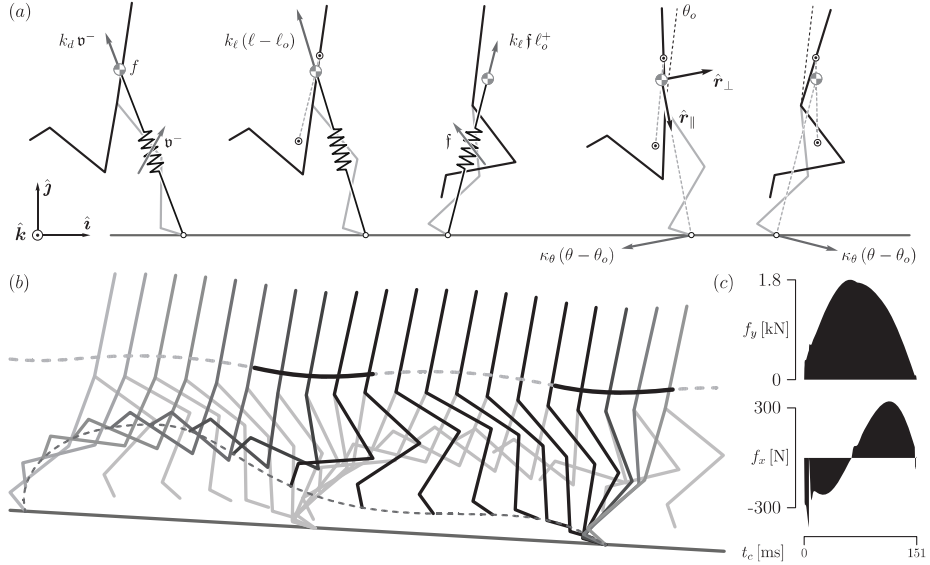 (a)
k_d 𝔳⁻
f
𝔳⁻
k_ℓ (ℓ − ℓ_o)
k_ℓ 𝔣 ℓ_o⁺
𝔣
θ_o
r̂_⊥
r̂_∥
ĵ
k̂
î
κ_θ (θ − θ_o)
κ_θ (θ − θ_o)
(b)
(c)
1.8
f_y [kN]
0
300
f_x [N]
-300
t_c [ms]
0
151